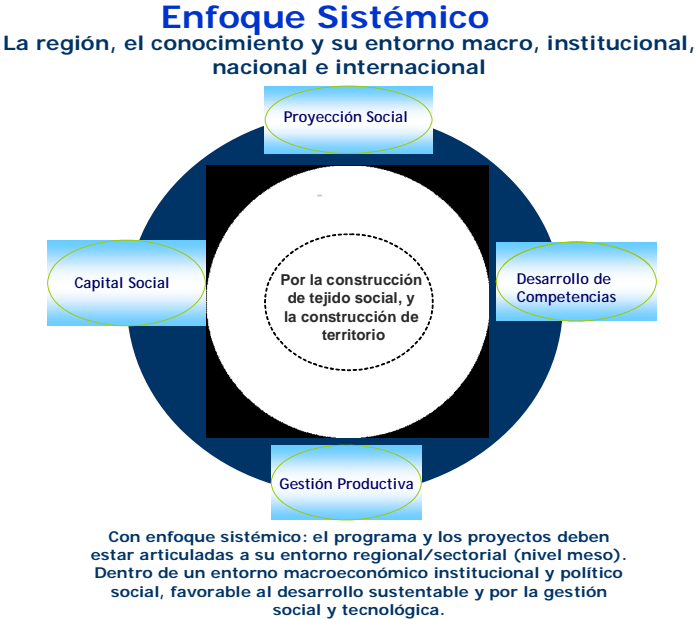 Enfoque Sistémico
La región, el conocimiento y su entorno macro, institucional,
nacional e internacional
Proyección Social
Capital Social
Desarrollo de
Competencias
Por la construcción
de tejido social, y
la construcción de
territorio
Gestión Productiva
Con enfoque sistémico: el programa y los proyectos deben
estar articuladas a su entorno regional/sectorial (nivel meso).
Dentro de un entorno macroeconómico institucional y político
social, favorable al desarrollo sustentable y por la gestión
social y tecnológica.